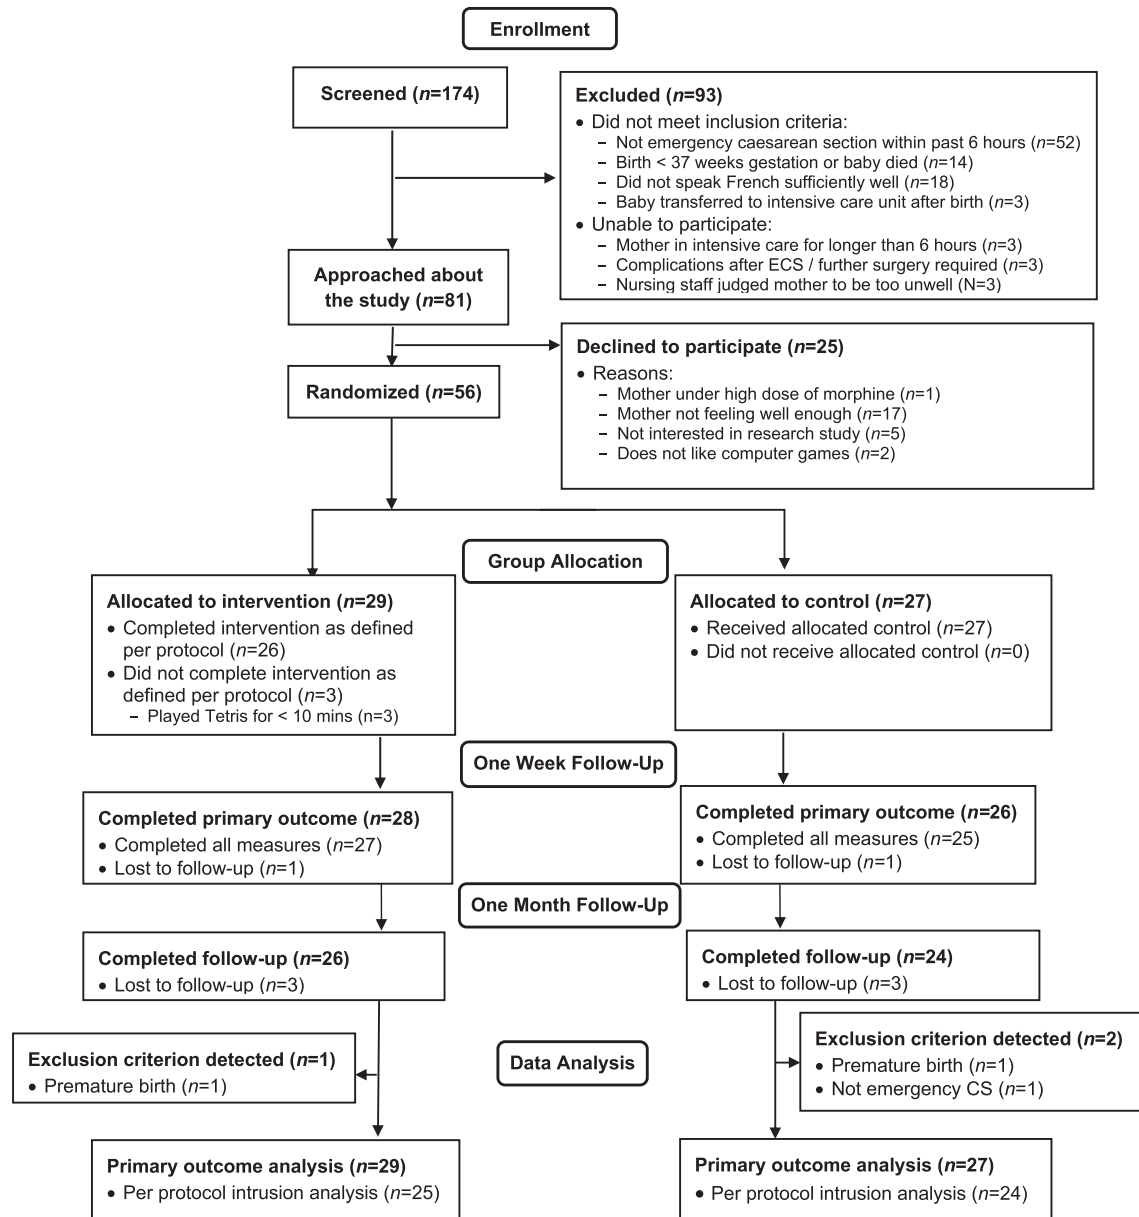 Enrollment
Screened (n=174)
Excluded (n=93)
• Did not meet inclusion criteria:
– Not emergency caesarean section within past 6 hours (n=52)
– Birth < 37 weeks gestation or baby died (n=14)
– Did not speak French sufficiently well (n=18)
– Baby transferred to intensive care unit after birth (n=3)
• Unable to participate:
– Mother in intensive care for longer than 6 hours (n=3)
– Complications after ECS / further surgery required (n=3)
– Nursing staff judged mother to be too unwell (N=3)
Approached about
the study (n=81)
Declined to participate (n=25)
• Reasons:
– Mother under high dose of morphine (n=1)
– Mother not feeling well enough (n=17)
– Not interested in research study (n=5)
– Does not like computer games (n=2)
Randomized (n=56)
Group Allocation
Allocated to intervention (n=29)
• Completed intervention as defined
per protocol (n=26)
• Did not complete intervention as
defined per protocol (n=3)
– Played Tetris for < 10 mins (n=3)
Allocated to control (n=27)
• Received allocated control (n=27)
• Did not receive allocated control (n=0)
One Week Follow-Up
Completed primary outcome (n=28)
• Completed all measures (n=27)
• Lost to follow-up (n=1)
Completed primary outcome (n=26)
• Completed all measures (n=25)
• Lost to follow-up (n=1)
One Month Follow-Up
Completed follow-up (n=26)
• Lost to follow-up (n=3)
Completed follow-up (n=24)
• Lost to follow-up (n=3)
Data Analysis
Exclusion criterion detected (n=1)
• Premature birth (n=1)
Exclusion criterion detected (n=2)
• Premature birth (n=1)
• Not emergency CS (n=1)
Primary outcome analysis (n=29)
• Per protocol intrusion analysis (n=25)
Primary outcome analysis (n=27)
• Per protocol intrusion analysis (n=24)